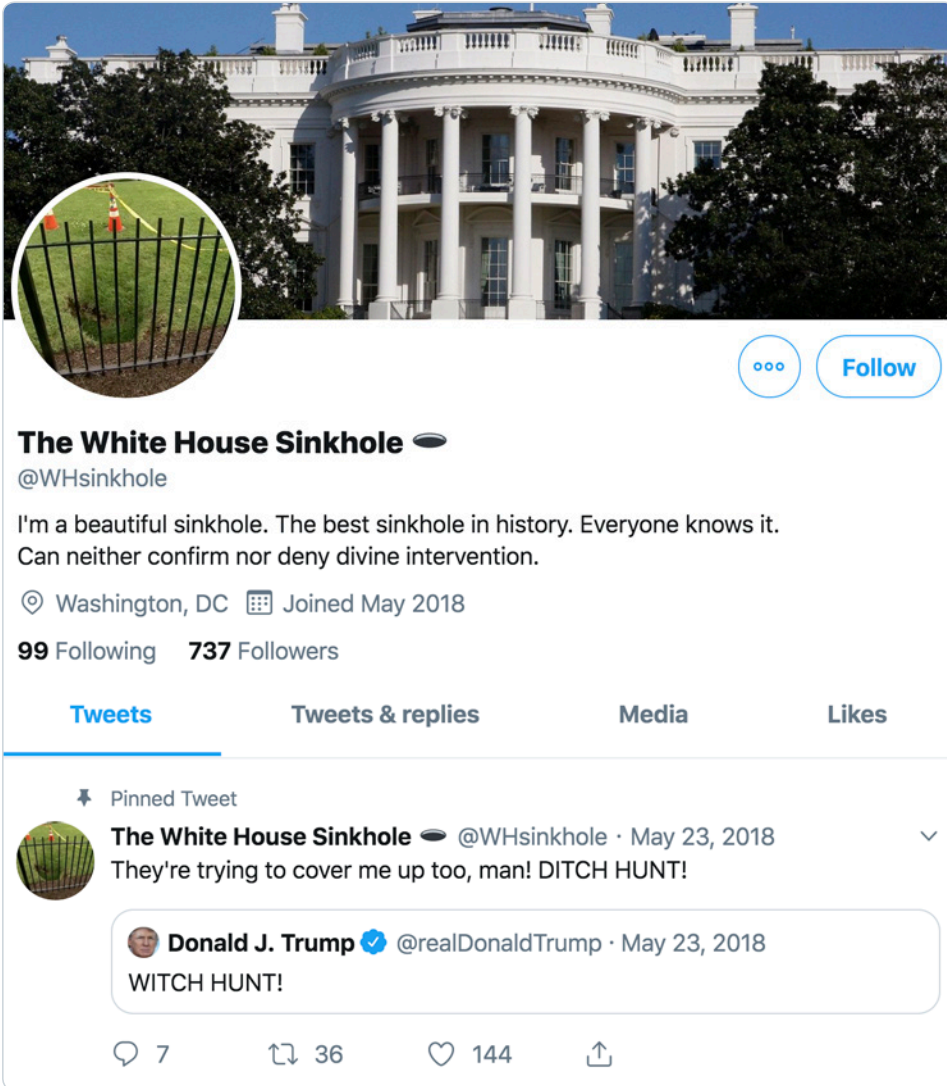 Follow
The White House Sinkhole 🕳
@WHsinkhole
I'm a beautiful sinkhole. The best sinkhole in history. Everyone knows it.
Can neither confirm nor deny divine intervention.
Washington, DC Joined May 2018
99 Following 737 Followers
Tweets Tweets & replies Media Likes
Pinned Tweet
The White House Sinkhole 🕳 @WHsinkhole · May 23, 2018
They're trying to cover me up too, man! DITCH HUNT!
Donald J. Trump @realDonaldTrump · May 23, 2018
WITCH HUNT!
7 36 144